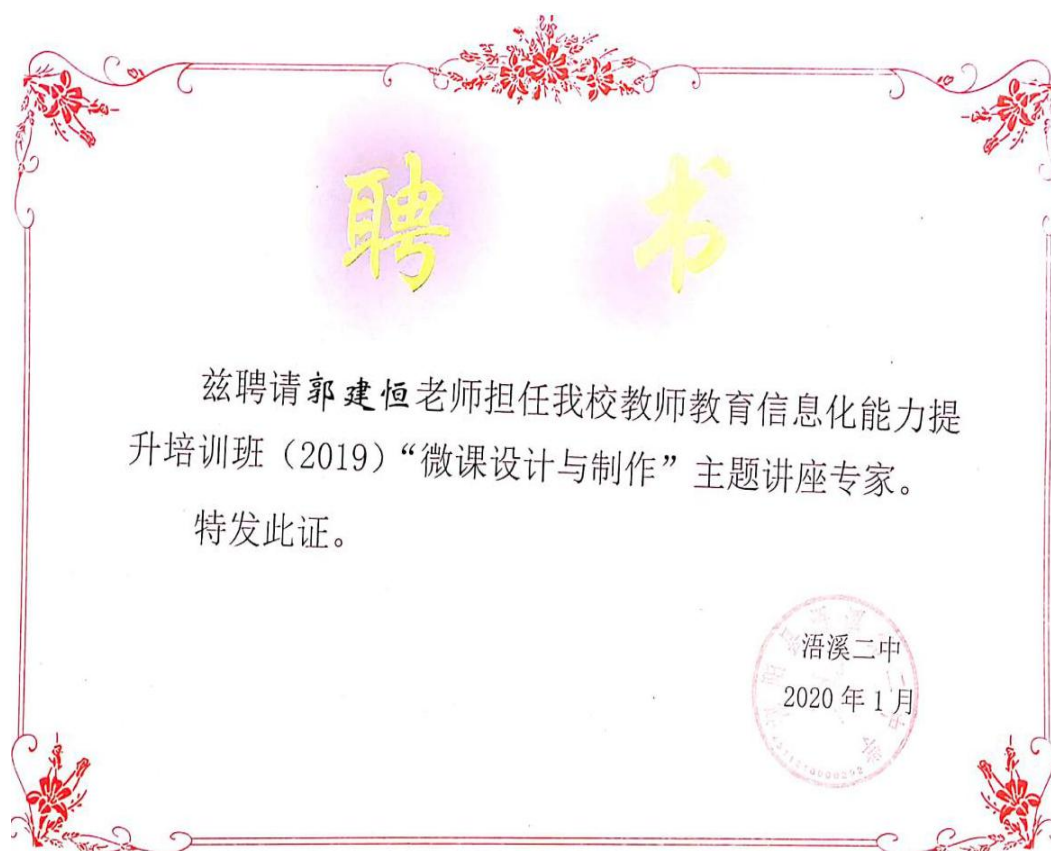 聘 书
兹聘请郭建恒老师担任我校教师教育信息化能力提
升培训班（2019）“微课设计与制作”主题讲座专家。
特发此证。
浯溪二中
2020年1月